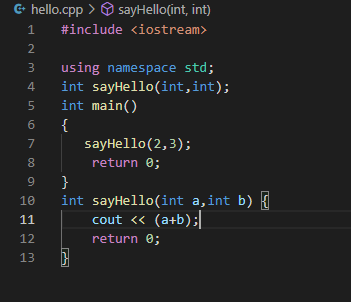 hello.cpp > sayHello(int, int)
1 #include <iostream>
2
3 using namespace std;
4 int sayHello(int,int);
5 int main()
6 {
7 sayHello(2,3);
8 return 0;
9 }
10 int sayHello(int a,int b) {
11 cout << (a+b);
12 return 0;
13 }